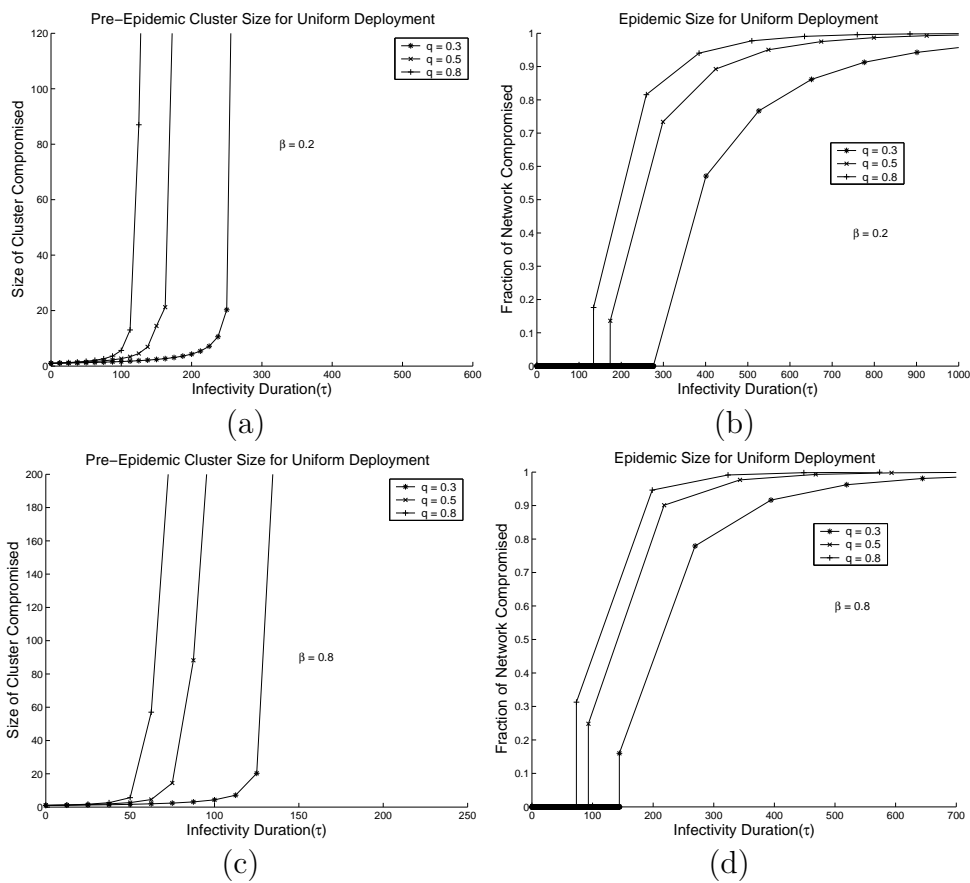 Pre-Epidemic Cluster Size for Uniform Deployment
120
100
80
60
40
20
0
Size of Cluster Compromised
q = 0.3
q = 0.5
q = 0.8
β = 0.2
0 100 200 300 400 500 600
Infectivity Duration(τ)
(a)
Epidemic Size for Uniform Deployment
1
0.9
0.8
0.7
0.6
0.5
0.4
0.3
0.2
0.1
0
Fraction of Network Compromised
q = 0.3
q = 0.5
q = 0.8
β = 0.2
0 100 200 300 400 500 600 700 800 900 1000
Infectivity Duration(τ)
(b)
Pre-Epidemic Cluster Size for Uniform Deployment
200
180
160
140
120
100
80
60
40
20
0
Size of Cluster Compromised
q = 0.3
q = 0.5
q = 0.8
β = 0.8
0 50 100 150 200 250
Infectivity Duration(τ)
(c)
Epidemic Size for Uniform Deployment
1
0.9
0.8
0.7
0.6
0.5
0.4
0.3
0.2
0.1
0
Fraction of Network Compromised
q = 0.3
q = 0.5
q = 0.8
β = 0.8
0 100 200 300 400 500 600 700
Infectivity Duration(τ)
(d)